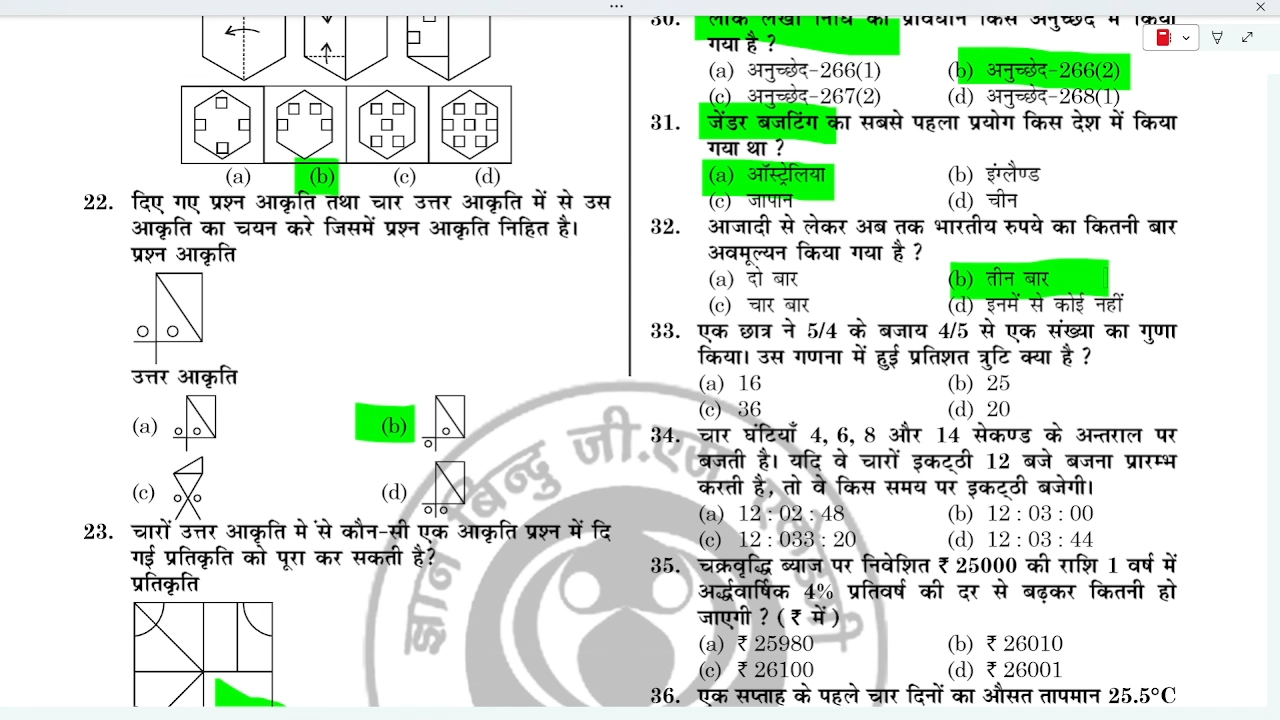 (a) (b) (c) (d)
22. दिए गए प्रश्न आकृति तथा चार उत्तर आकृति में से उस
आकृति का चयन करे जिसमें प्रश्न आकृति निहित है।
प्रश्न आकृति
उत्तर आकृति
(a) (b)
(c) (d)
23. चारों उत्तर आकृति मे ंसे कौन-सी एक आकृति प्रश्न में दि
गई प्रतिकृति को पूरा कर सकती है?
प्रतिकृति
30. लोक लेखा निधि का प्रावधान किस अनुच्छेद में किया
गया है ?
(a) अनुच्छेद-266(1) (b) अनुच्छेद-266(2)
(c) अनुच्छेद-267(2) (d) अनुच्छेद-268(1)
31. जेंडर बजटिंग का सबसे पहला प्रयोग किस देश में किया
गया था ?
(a) ऑस्ट्रेलिया (b) इंग्लैण्ड
(c) जापान (d) चीन
32. आजादी से लेकर अब तक भारतीय रुपये का कितनी बार
अवमूल्यन किया गया है ?
(a) दो बार (b) तीन बार
(c) चार बार (d) इनमें से कोई नहीं
33. एक छात्र ने 5/4 के बजाय 4/5 से एक संख्या का गुणा
किया। उस गणना में हुई प्रतिशत त्रुटि क्या है ?
(a) 16 (b) 25
(c) 36 (d) 20
34. चार घंटियाँ 4, 6, 8 और 14 सेकण्ड के अन्तराल पर
बजती है। यदि वे चारों इकट्ठी 12 बजे बजना प्रारम्भ
करती है, तो वे किस समय पर इकट्ठी बजेगी।
(a) 12 : 02 : 48 (b) 12 : 03 : 00
(c) 12 : 033 : 20 (d) 12 : 03 : 44
35. चक्रवृद्धि ब्याज पर निवेशित ₹ 25000 की राशि 1 वर्ष में
अर्द्धवार्षिक 4% प्रतिवर्ष की दर से बढ़कर कितनी हो
जाएगी ? ( ₹ में )
(a) ₹ 25980 (b) ₹ 26010
(c) ₹ 26100 (d) ₹ 26001
36. एक सप्ताह के पहले चार दिनों का औसत तापमान 25.5°C
ज्ञान बिन्दु जी.एस.